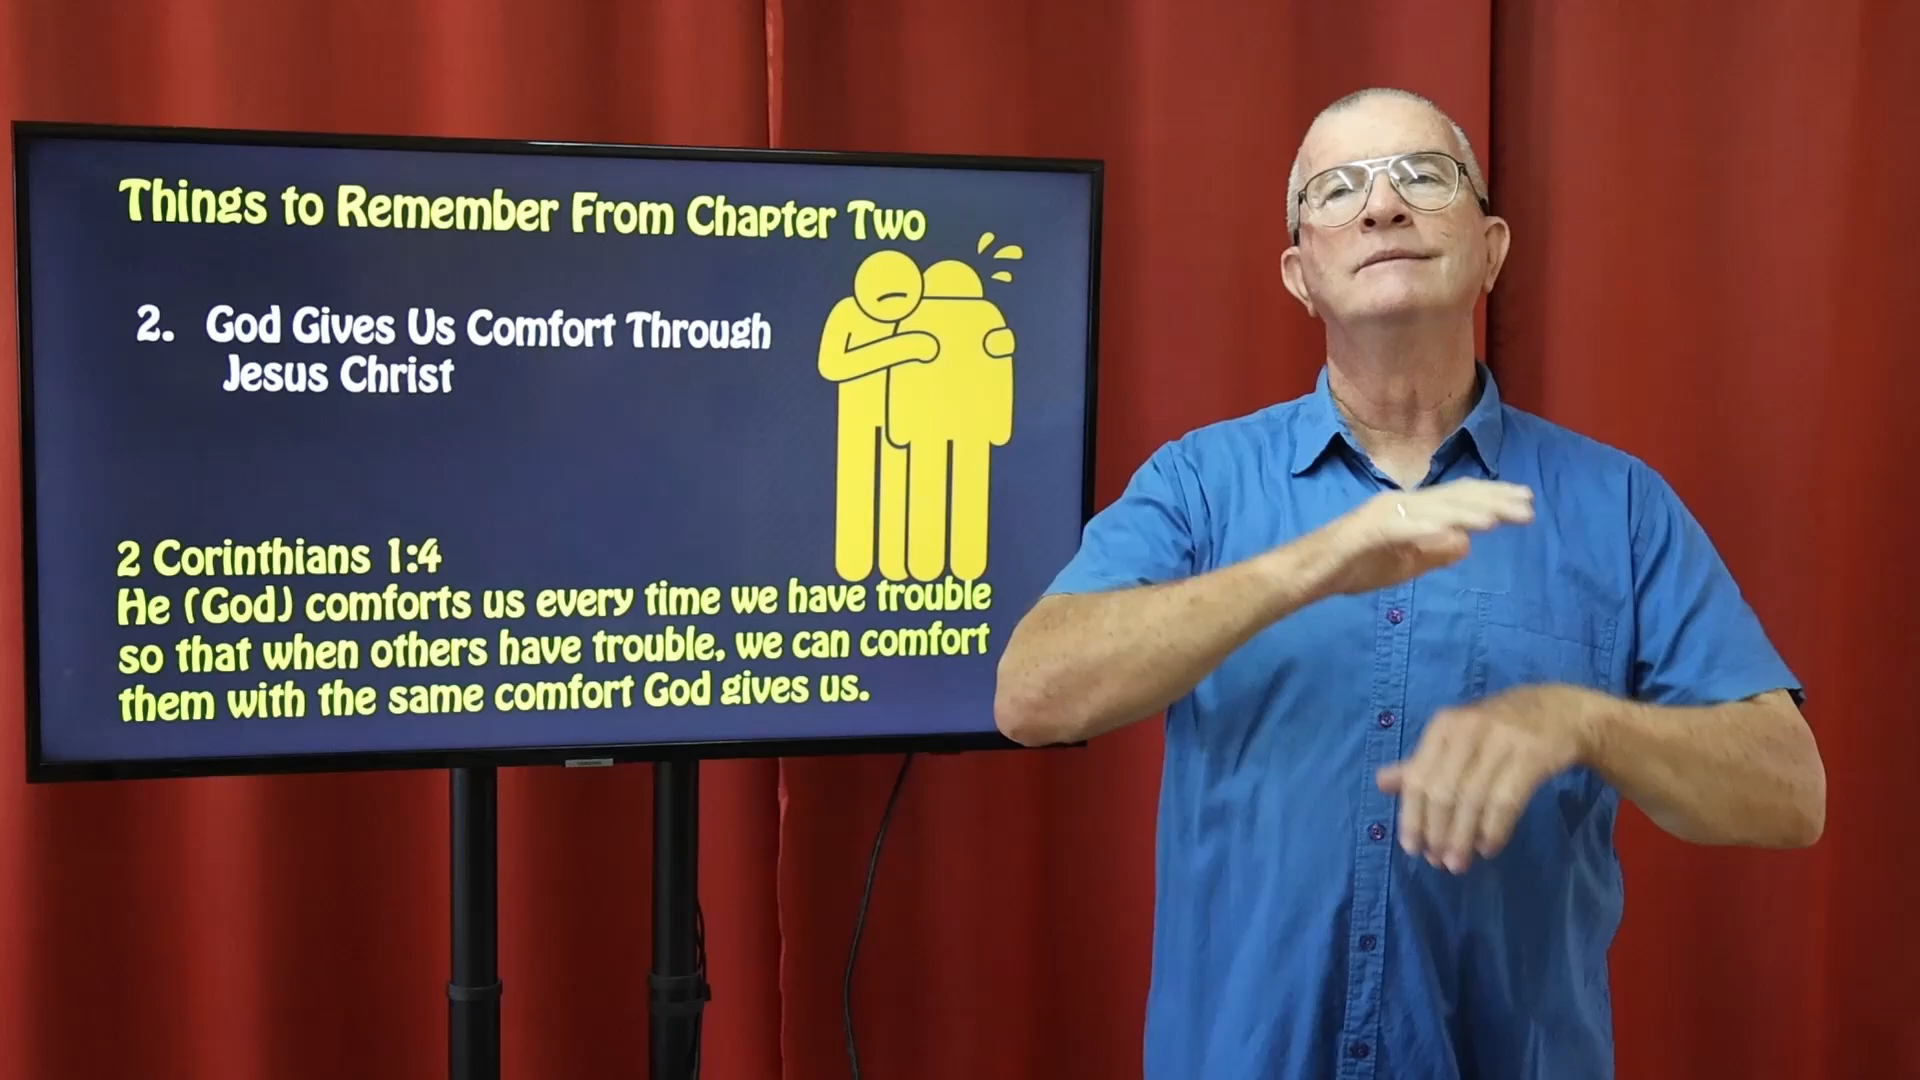 Things to Remember From Chapter Two
2. God Gives Us Comfort Through
Jesus Christ
2 Corinthians 1:4
He (God) comforts us every time we have trouble
so that when others have trouble, we can comfort
them with the same comfort God gives us.
SAMSUNG